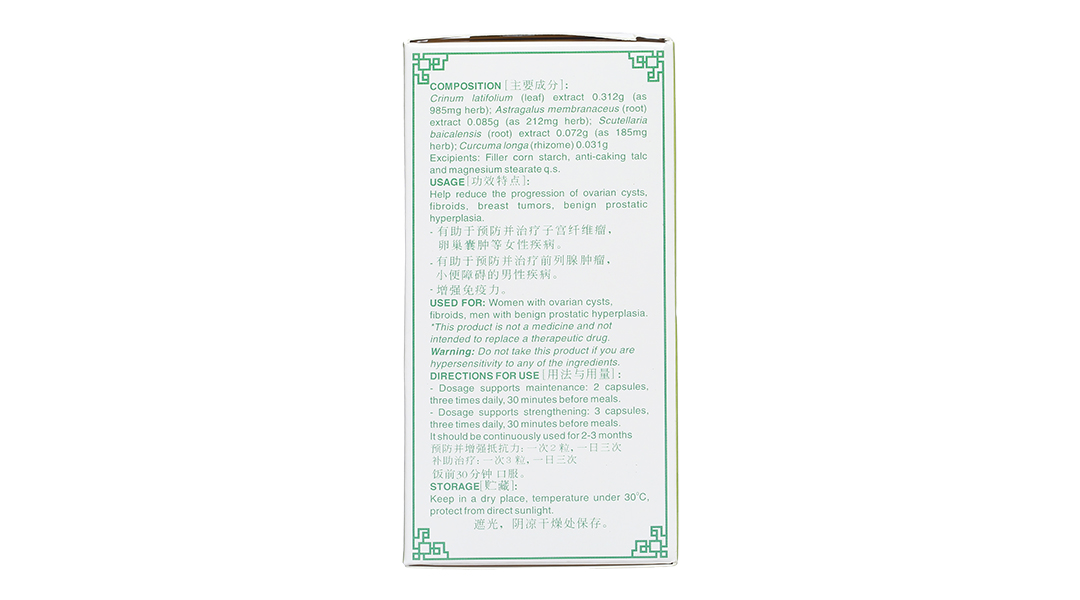 COMPOSITION [主要成分]:
Crinum latifolium (leaf) extract 0.312g (as
985mg herb); Astragalus membranaceus (root)
extract 0.085g (as 212mg herb); Scutellaria
baicalensis (root) extract 0.072g (as 185mg
herb); Curcuma longa (rhizome) 0.031g
Excipients: Filler corn starch, anti-caking talc
and magnesium stearate q.s.
USAGE[功效特点]:
Help reduce the progression of ovarian cysts,
fibroids, breast tumors, benign prostatic
hyperplasia.
- 有助于预防并治疗子宫纤维瘤,
卵巢囊肿等女性疾病。
- 有助于预防并治疗前列腺肿瘤,
小便障碍的男性疾病。
- 增强免疫力。
USED FOR: Women with ovarian cysts,
fibroids, men with benign prostatic hyperplasia.
*This product is not a medicine and not
intended to replace a therapeutic drug.
Warning: Do not take this product if you are
hypersensitivity to any of the ingredients.
DIRECTIONS FOR USE [用法与用量]:
- Dosage supports maintenance: 2 capsules,
three times daily, 30 minutes before meals.
- Dosage supports strengthening: 3 capsules,
three times daily, 30 minutes before meals.
It should be continuously used for 2-3 months
预防并增强抵抗力: 一次2粒, 一日三次
补助治疗: 一次3粒, 一日三次
饭前30分钟 口服。
STORAGE[贮藏]:
Keep in a dry place, temperature under 30°C,
protect from direct sunlight.
遮光, 阴凉干燥处保存。